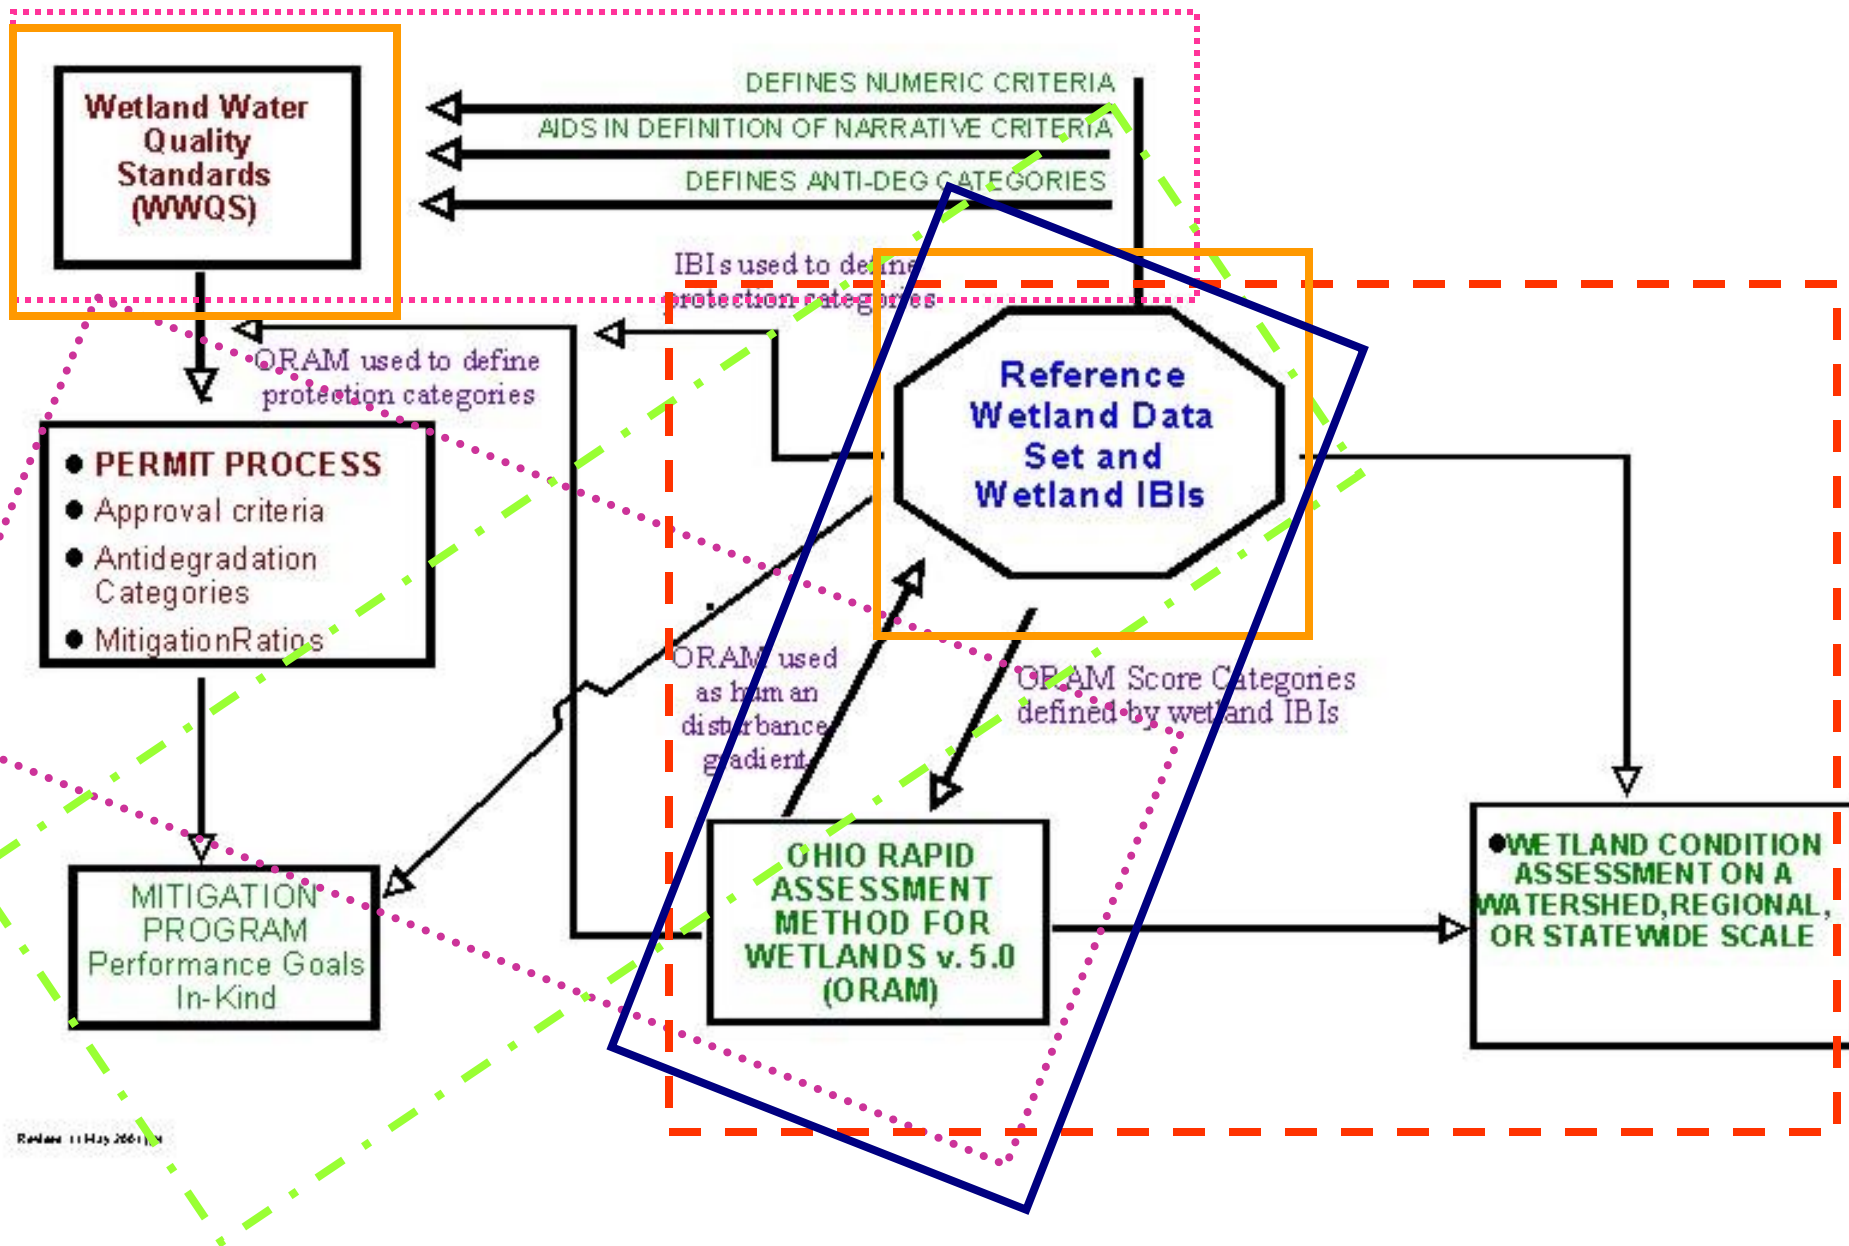 DEFINES NUMERIC CRITERIA
AIDS IN DEFINITION OF NARRATIVE CRITERIA
DEFINES ANTI-DEG CATEGORIES
Wetland Water
Quality
Standards
(WWQS)
IBIs used to define
protection categories
ORAM used to define
protection categories
Reference
Wetland Data
Set and
Wetland IBIs
PERMIT PROCESS
Approval criteria
Antidegradation
Categories
Mitigation Ratios
ORAM used
as human
disturbance
gradient
ORAM Score Categories
defined by wetland IBIs
MITIGATION
PROGRAM
Performance Goals
In-Kind
OHIO RAPID
ASSESSMENT
METHOD FOR
WETLANDS v. 5.0
(ORAM)
WETLAND CONDITION
ASSESSMENT ON A
WATERSHED, REGIONAL,
OR STATEWIDE SCALE
May